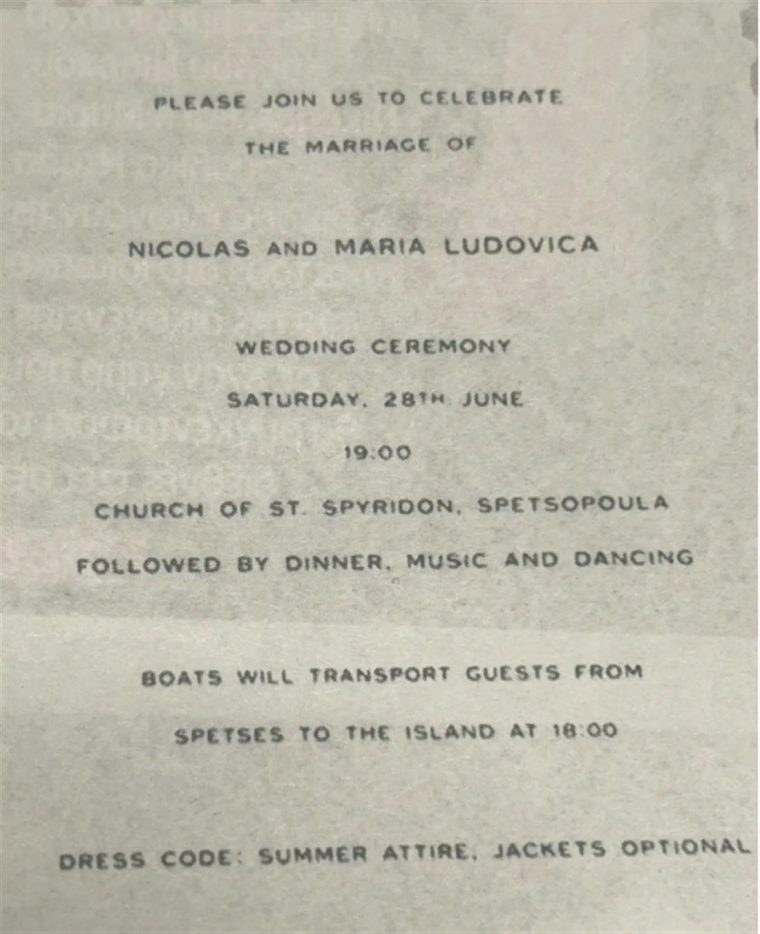 PLEASE JOIN US TO CELEBRATE
THE MARRIAGE OF
NICOLAS AND MARIA LUDOVICA
WEDDING CEREMONY
SATURDAY, 28TH JUNE
19:00
CHURCH OF ST. SPYRIDON, SPETSOPOULA
FOLLOWED BY DINNER, MUSIC AND DANCING
BOATS WILL TRANSPORT GUESTS FROM
SPETSES TO THE ISLAND AT 18:00
DRESS CODE: SUMMER ATTIRE, JACKETS OPTIONAL